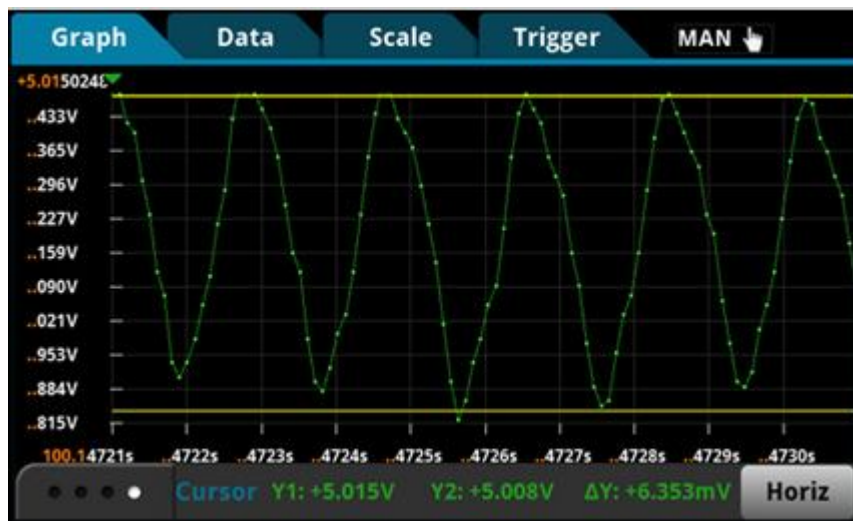 Graph Data Scale Trigger MAN
+5.0150248
..433V
..365V
..296V
..227V
..159V
..090V
..021V
..953V
..884V
..815V
100.14721s ..4722s ..4723s ..4724s ..4725s ..4726s ..4727s ..4728s ..4729s ..4730s
Cursor Y1: +5.015V Y2: +5.008V ΔY: +6.353mV Horiz